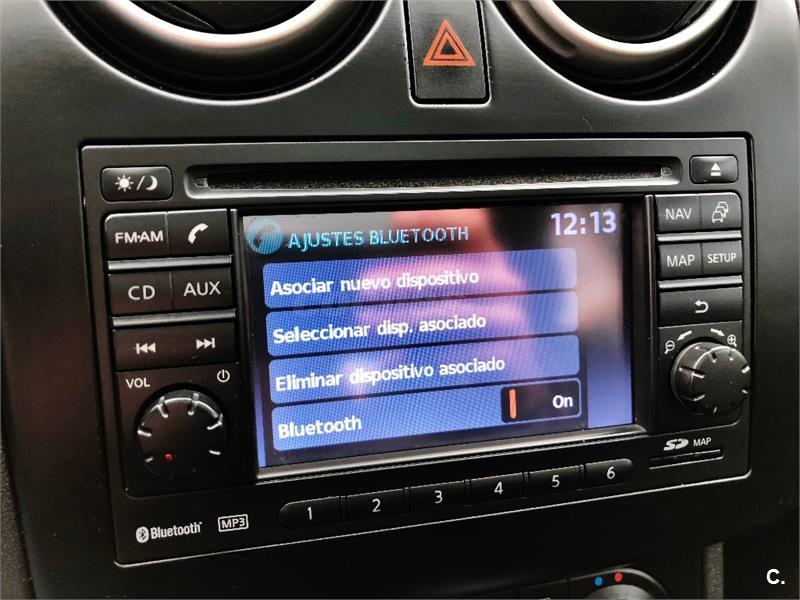 FM·AM
CD
AUX
VOL
AJUSTES BLUETOOTH
12:13
Asociar nuevo dispositivo
Seleccionar disp. asociado
Eliminar dispositivo asociado
Bluetooth
On
NAV
MAP
SETUP
SD MAP
1 2 3 4 5 6
Bluetooth
MP3
C.